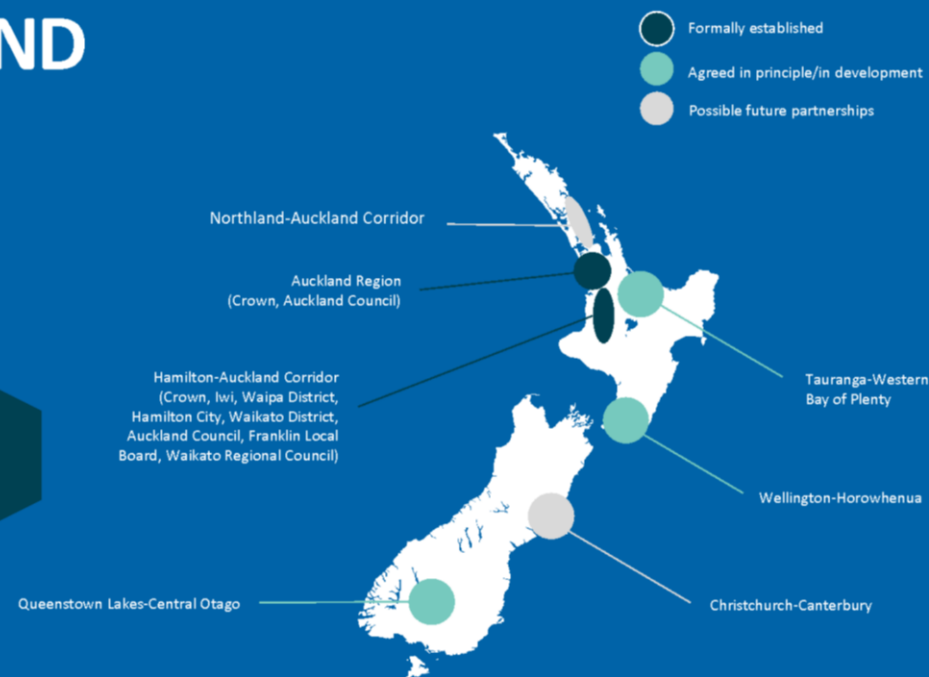 ND
Formally established
Agreed in principle/in development
Possible future partnerships
Northland-Auckland Corridor
Auckland Region
(Crown, Auckland Council)
Hamilton-Auckland Corridor
(Crown, Iwi, Waipa District,
Hamilton City, Waikato District,
Auckland Council, Franklin Local
Board, Waikato Regional Council)
Tauranga-Western
Bay of Plenty
Wellington-Horowhenua
Queenstown Lakes-Central Otago
Christchurch-Canterbury